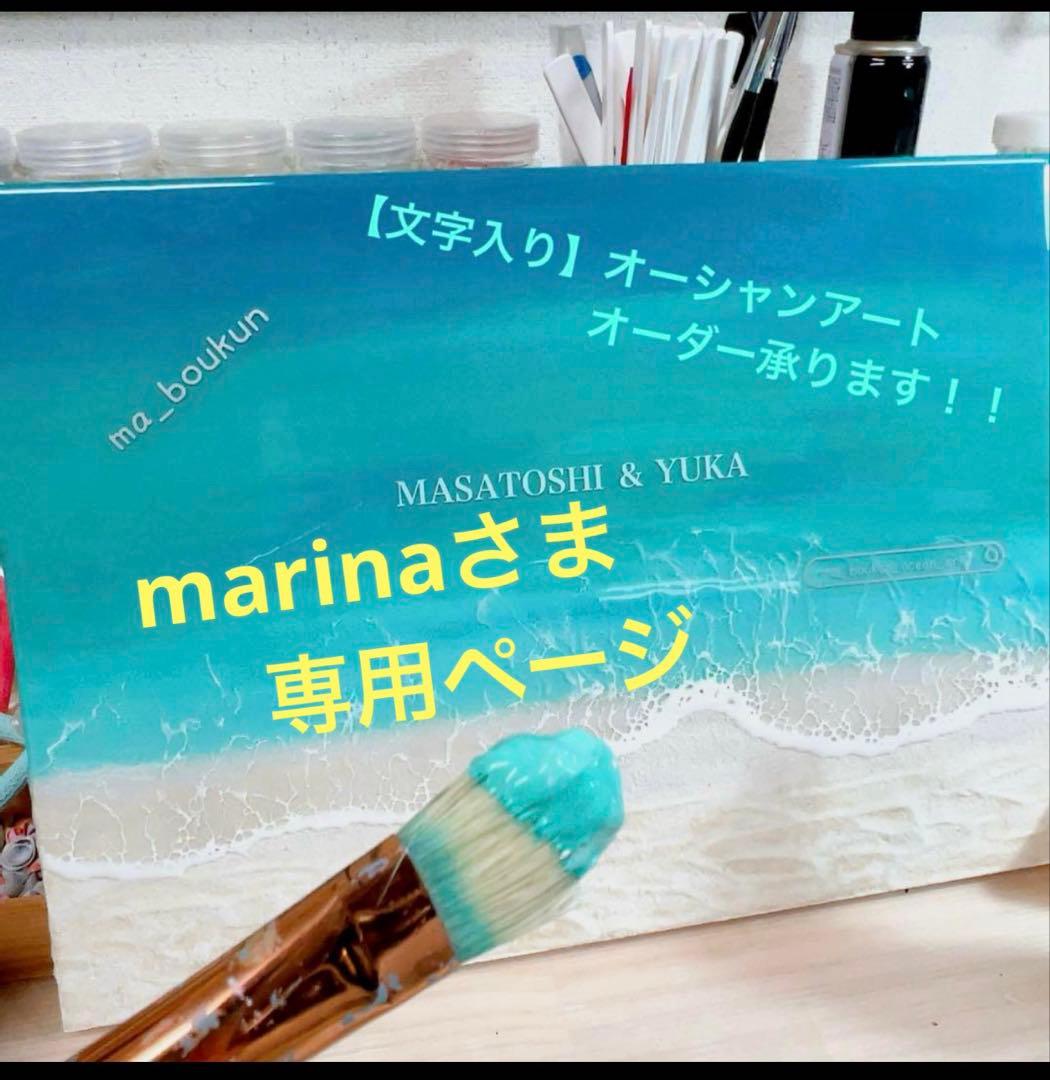 【文字入り】オーシャンアート
オーダー承ります！！
ma_boukun
MASATOSHI & YUKA
marinaさま
専用ページ